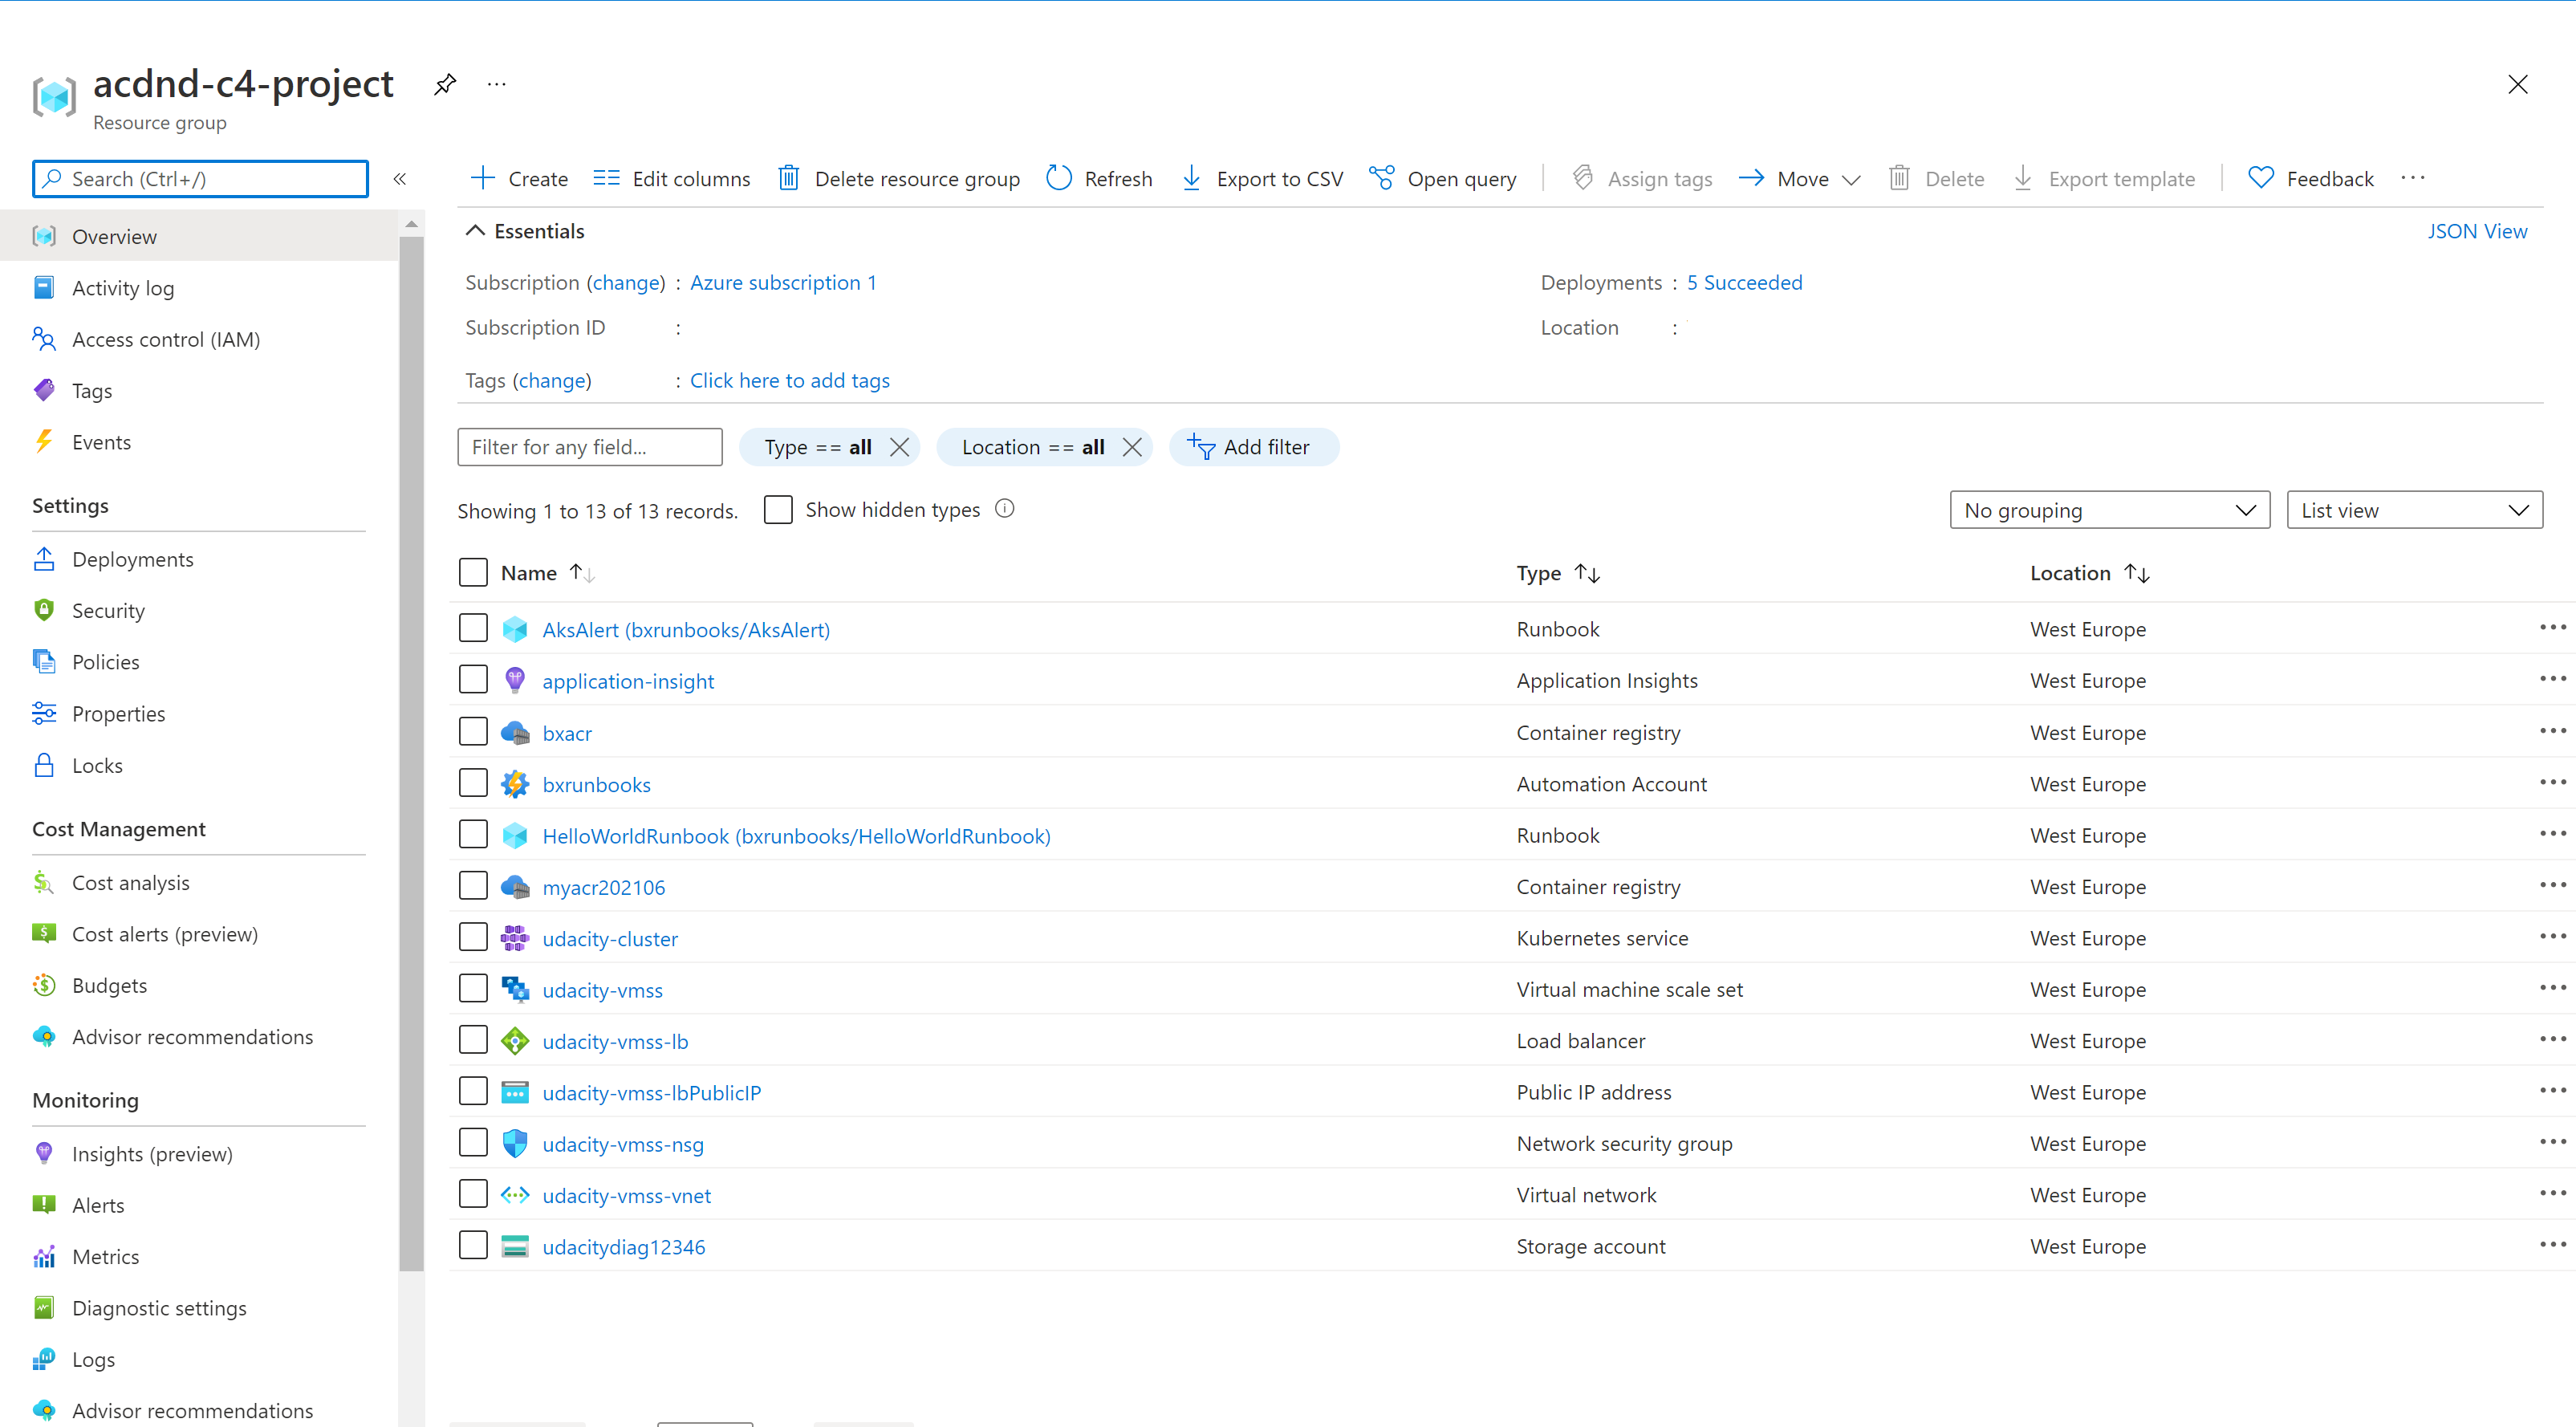 acdnd-c4-project
Resource group
Search (Ctrl+/)
Overview
Activity log
Access control (IAM)
Tags
Events
Settings
Deployments
Security
Policies
Properties
Locks
Cost Management
Cost analysis
Cost alerts (preview)
Budgets
Advisor recommendations
Monitoring
Insights (preview)
Alerts
Metrics
Diagnostic settings
Logs
Advisor recommendations
Create Edit columns Delete resource group Refresh Export to CSV Open query Assign tags Move Delete Export template Feedback
Essentials JSON View
Subscription (change) : Azure subscription 1 Deployments : 5 Succeeded
Subscription ID : Location :
Tags (change) : Click here to add tags
Filter for any field... Type == all Location == all Add filter
Showing 1 to 13 of 13 records. Show hidden types No grouping List view
Name Type Location
AksAlert (bxrunbooks/AksAlert) Runbook West Europe
application-insight Application Insights West Europe
bxacr Container registry West Europe
bxrunbooks Automation Account West Europe
HelloWorldRunbook (bxrunbooks/HelloWorldRunbook) Runbook West Europe
myacr202106 Container registry West Europe
udacity-cluster Kubernetes service West Europe
udacity-vmss Virtual machine scale set West Europe
udacity-vmss-lb Load balancer West Europe
udacity-vmss-lbPublicIP Public IP address West Europe
udacity-vmss-nsg Network security group West Europe
udacity-vmss-vnet Virtual network West Europe
udacitydiag12346 Storage account West Europe